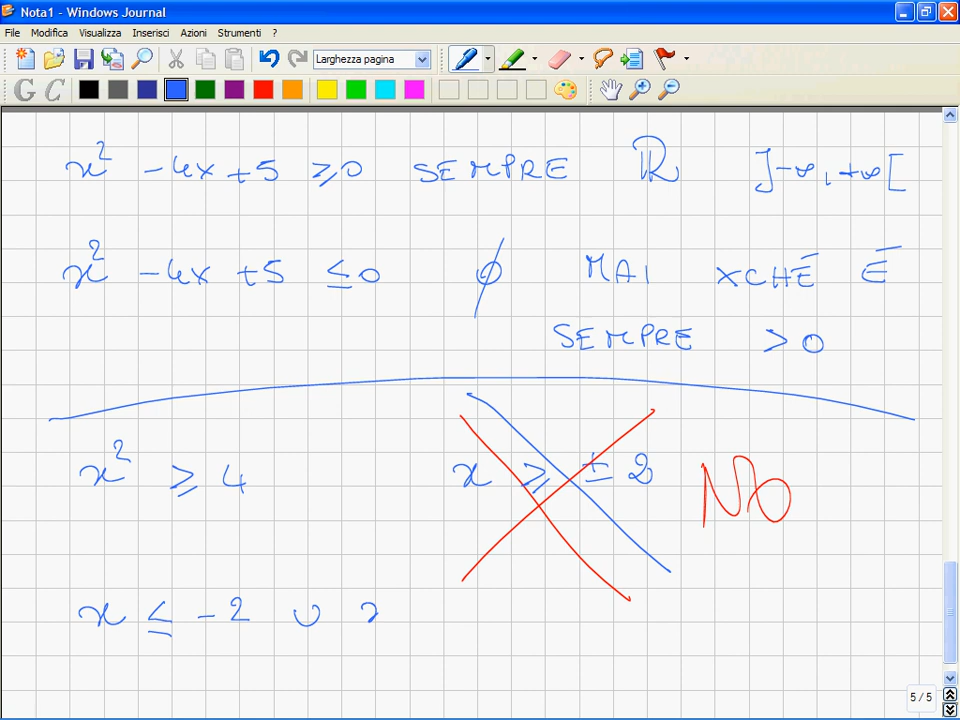 Nota1 - Windows Journal
File Modifica Visualizza Inserisci Azioni Strumenti ?
Larghezza pagina
G C
x² -4x +5 ≥0 SEMPRE ℝ ]-∞,+∞[
x² -4x +5 ≤0 ∅ MAI XCHÉ É
SEMPRE >0
x² ≥ 4 x ≥ ±2 NO
x ≤ -2 ∪
5 / 5